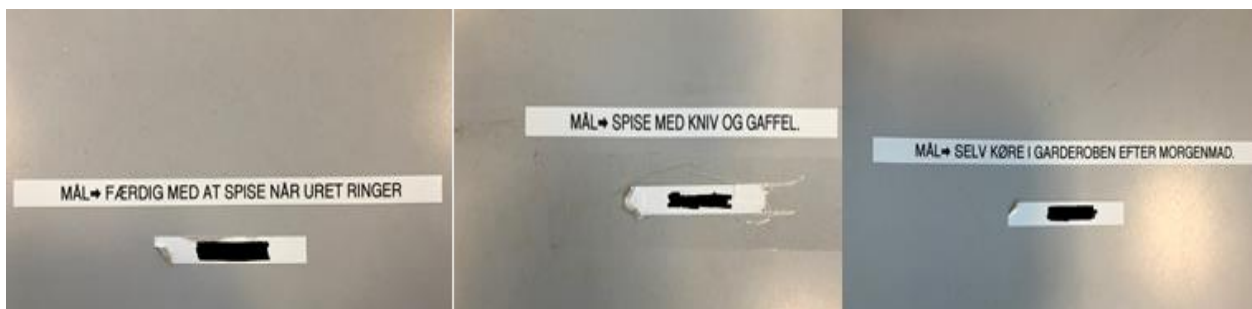 MÅL➡ FÆRDIG MED AT SPISE NÅR URET RINGER
MÅL➡ SPISE MED KNIV OG GAFFEL.
MÅL➡ SELV KØRE I GARDEROBEN EFTER MORGENMAD.